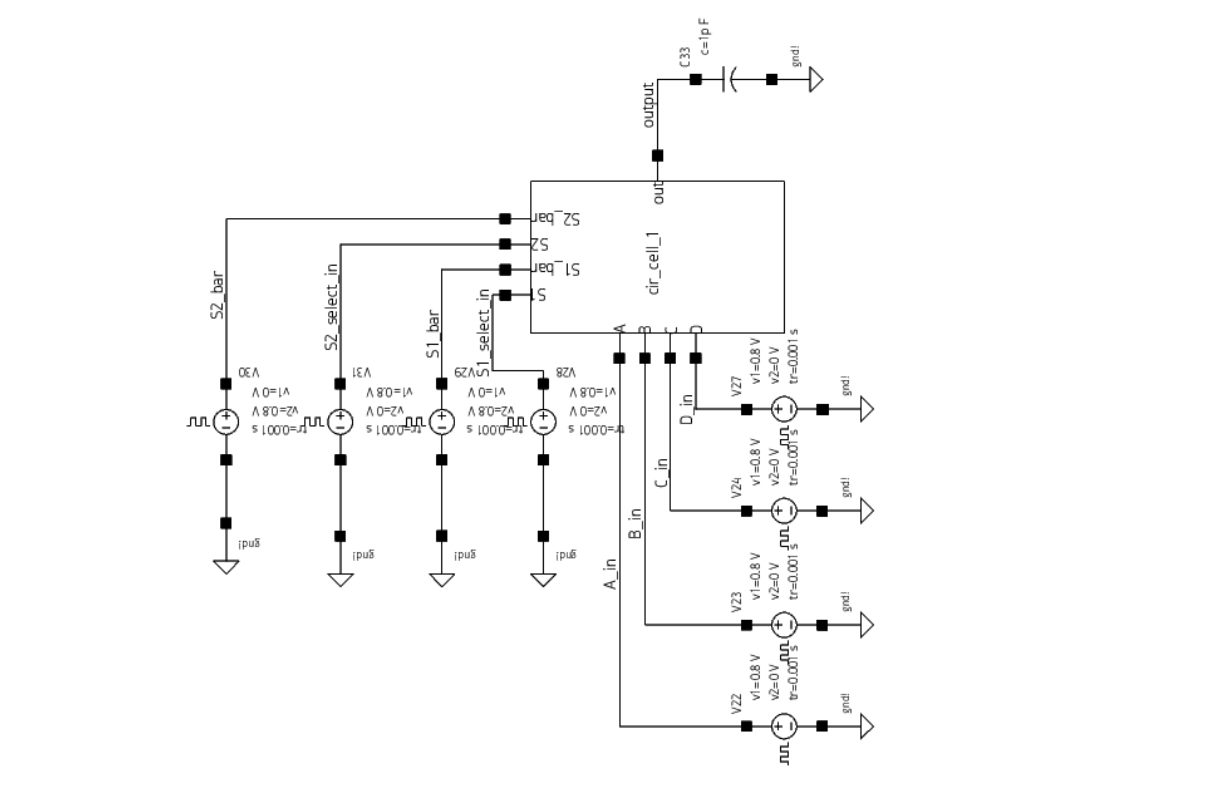 C33
c=1pF
gnd!
output
out
cir_cell_1
S2_bar
S2
S1_bar
S1
A
B
C
D
S2_bar
S2_select_in
S1_bar
S1_select_in
V30
v1=0 V
v2=0.8 V
tr=0.001 s
gnd!
V31
v1=0.8 V
v2=0 V
tr=0.001 s
gnd!
V29
v1=0 V
v2=0.8 V
tr=0.001 s
gnd!
V28
v1=0.8 V
v2=0 V
tr=0.001 s
gnd!
D_in
V27
v1=0.8 V
v2=0 V
tr=0.001 s
gnd!
C_in
V24
v1=0.8 V
v2=0 V
tr=0.001 s
gnd!
B_in
V23
v1=0.8 V
v2=0 V
tr=0.001 s
gnd!
A_in
V22
v1=0.8 V
v2=0 V
tr=0.001 s
gnd!